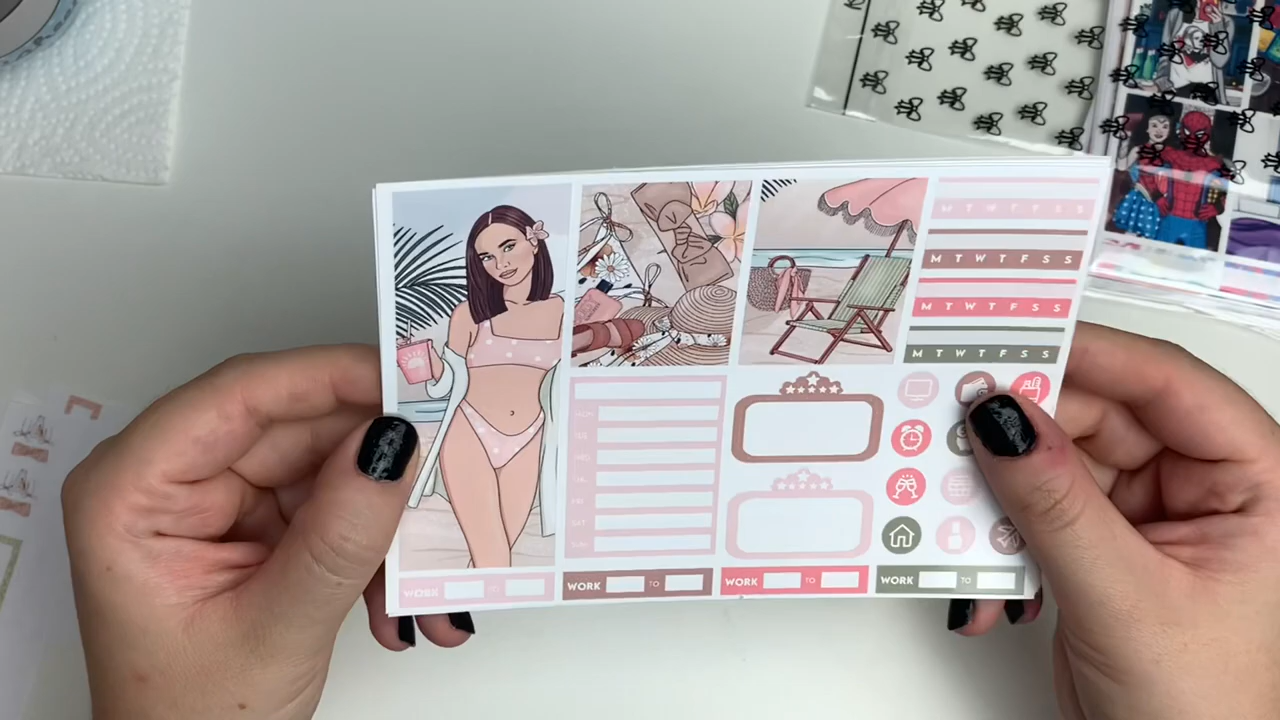 M T W T F S S
M T W T F S S
M T W T F S S
M T W T F S S
MON
TUE
WED
THU
FRI
SAT
SUN
WORK TO
WORK TO
WORK TO
WORK TO